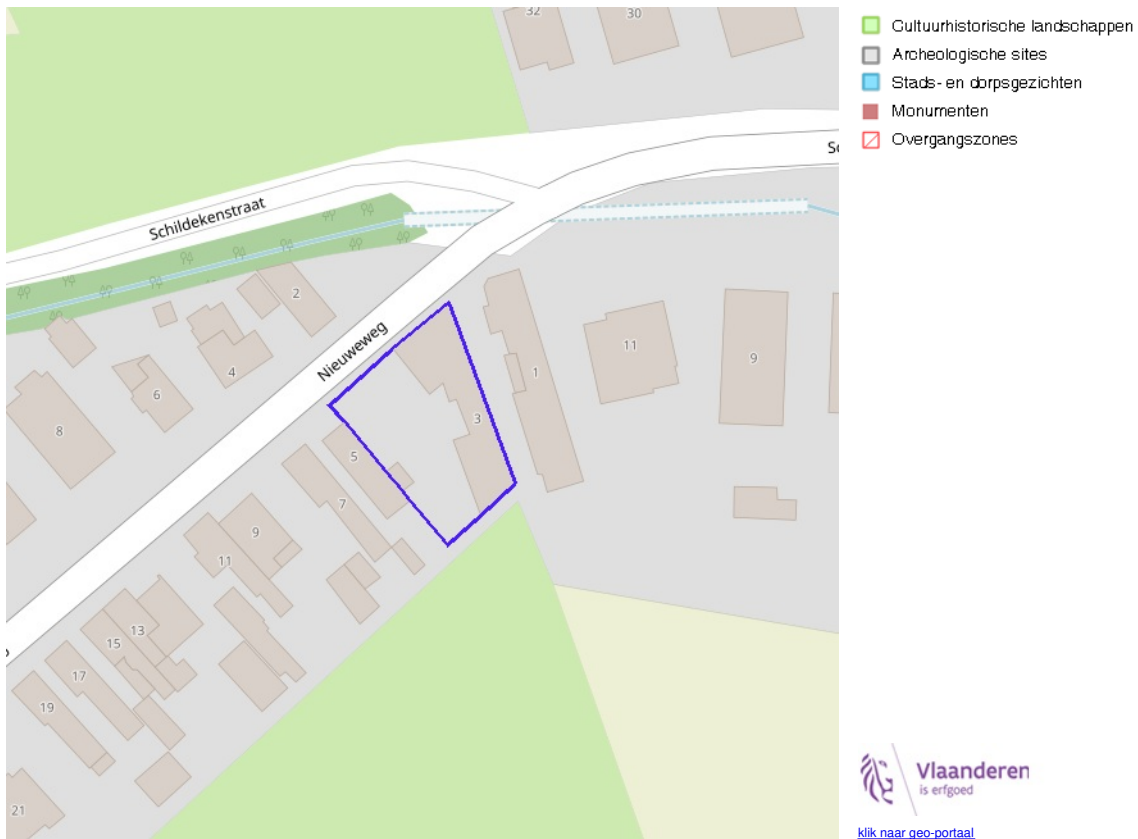 32
30
Schildekenstraat
Nieuweweg
2
4
6
8
1
3
5
7
9
11
11
9
13
15
17
19
21
Cultuurhistorische landschappen
Archeologische sites
Stads- en dorpsgezichten
Monumenten
Overgangszones
Vlaanderen
is erfgoed
klik naar geo-portaal